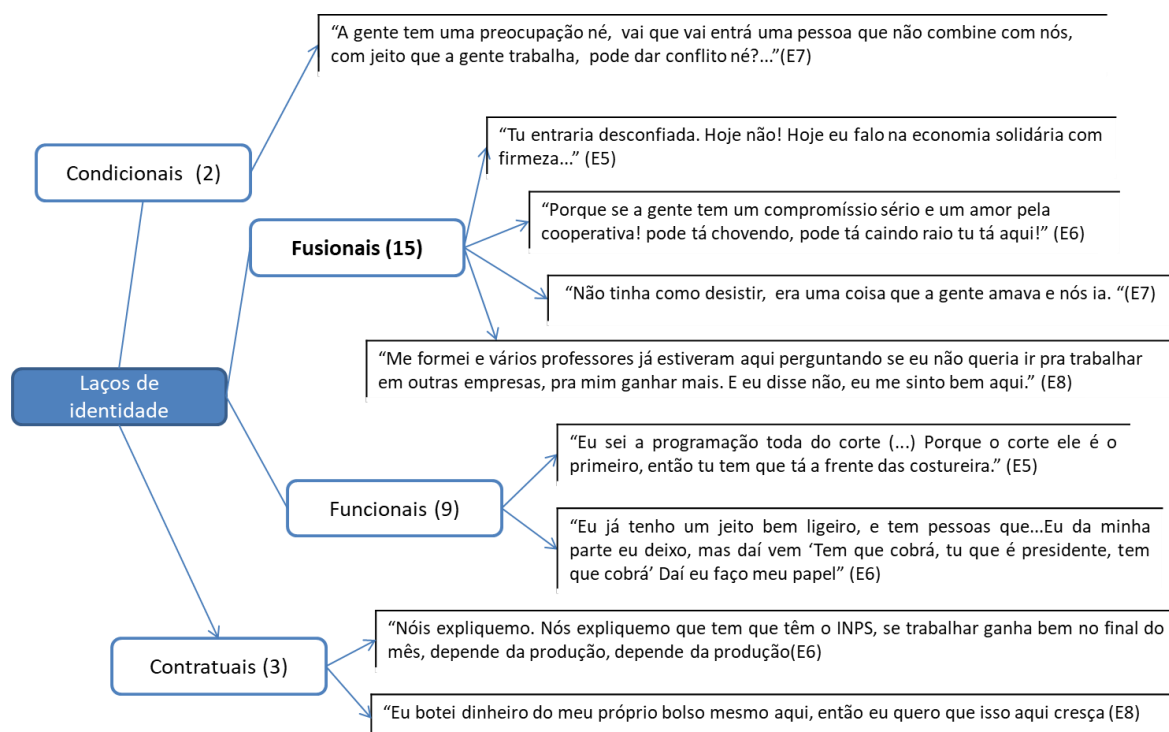 “A gente tem uma preocupação né,  vai que vai entrá uma pessoa que não combine com nós,
com jeito que a gente trabalha,  pode dar conflito né?...”(E7)
“Tu entraria desconfiada. Hoje não! Hoje eu falo na economia solidária com
firmeza...” (E5)
Condicionais  (2)
“Porque se a gente tem um compromíssio sério e um amor pela
cooperativa! pode tá chovendo, pode tá caindo raio tu tá aqui!” (E6)
Fusionais (15)
“Não tinha como desistir,  era uma coisa que a gente amava e nós ia. “(E7)
“Me formei e vários professores já estiveram aqui perguntando se eu não queria ir pra trabalhar
em outras empresas, pra mim ganhar mais. E eu disse não, eu me sinto bem aqui.” (E8)
Laços de
identidade
“Eu sei a programação toda do corte (...) Porque o corte ele é o
primeiro, então tu tem que tá a frente das costureira.” (E5)
Funcionais (9)
“Eu já tenho um jeito bem ligeiro, e tem pessoas que...Eu da minha
parte eu deixo, mas daí vem ‘Tem que cobrá, tu que é presidente, tem
que cobrá’ Daí eu faço meu papel” (E6)
“Nóis expliquemo. Nós expliquemo que tem que têm o INPS, se trabalhar ganha bem no final do
mês, depende da produção, depende da produção(E6)
Contratuais (3)
“Eu botei dinheiro do meu próprio bolso mesmo aqui, então eu quero que isso aqui cresça (E8)